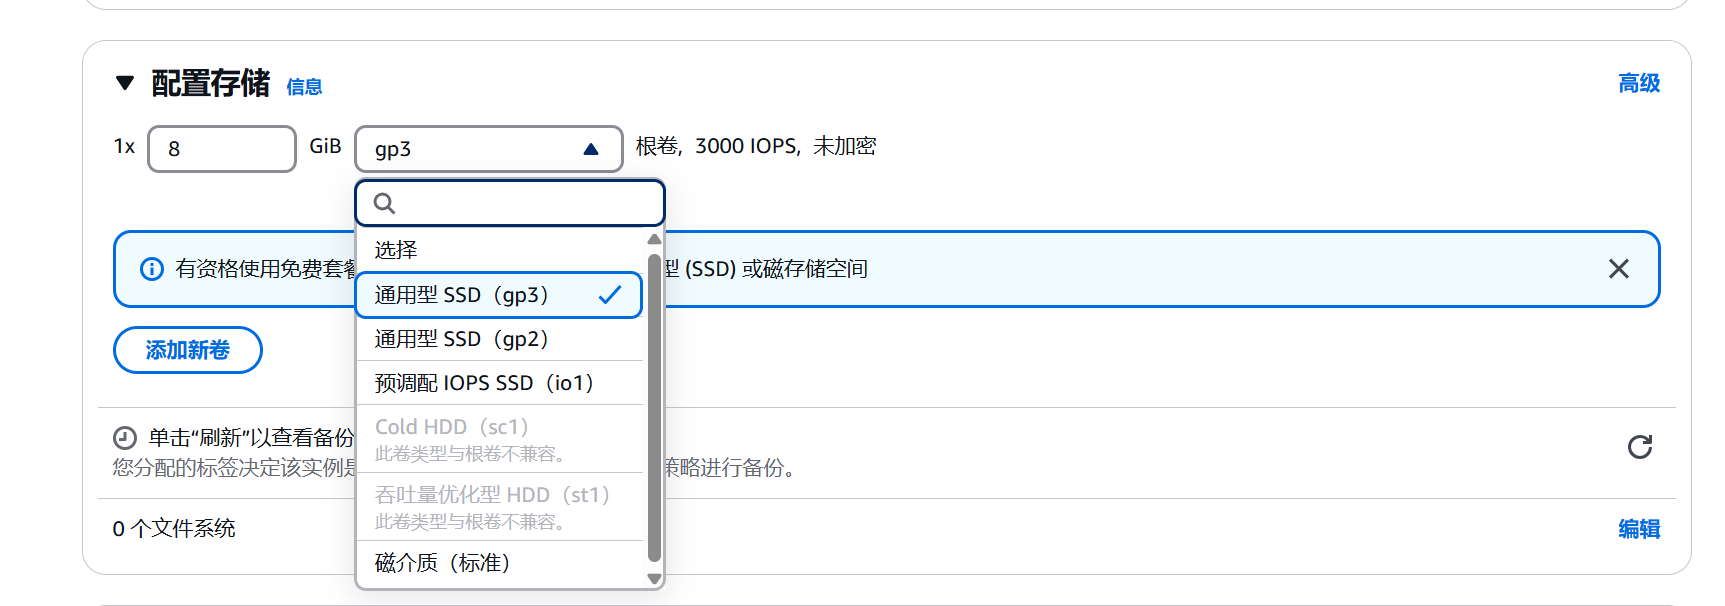 配置存储 信息 高级
1x 8 GiB gp3 根卷, 3000 IOPS, 未加密
选择
有资格使用免费套餐 型 (SSD) 或磁存储空间
通用型 SSD（gp3）
通用型 SSD（gp2）
添加新卷
预调配 IOPS SSD（io1）
Cold HDD（sc1）
此卷类型与根卷不兼容。
单击“刷新”以查看备份
您分配的标签决定该实例是 策略进行备份。
吞吐量优化型 HDD（st1）
此卷类型与根卷不兼容。
0 个文件系统 编辑
磁介质（标准）